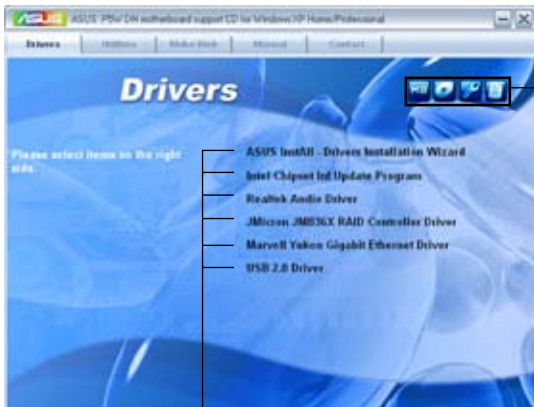 ASUS P5W DH motherboard support CD for Windows XP Home/Professional
Drivers Utilities Make Disk Manual Contact
Drivers
Please select items on the right
side.
ASUS InstAll - Drivers Installation Wizard
Intel Chipset Inf Update Program
Realtek Audio Driver
JMicron JMB36X RAID Controller Driver
Marvell Yukon Gigabit Ethernet Driver
USB 2.0 Driver